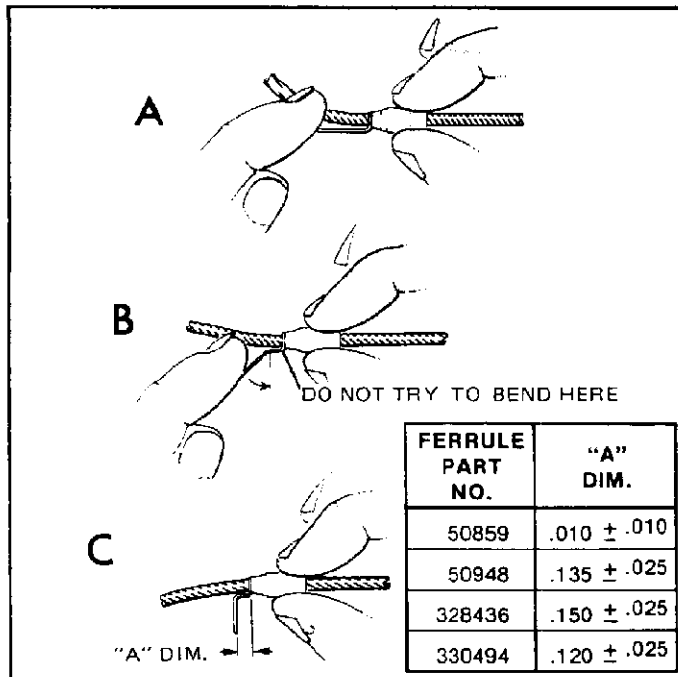 A
B
DO NOT TRY TO BEND HERE
C
"A" DIM.
FERRULE
PART
NO.
"A"
DIM.
50859 .010 ± .010
50948 .135 ± .025
328436 .150 ± .025
330494 .120 ± .025